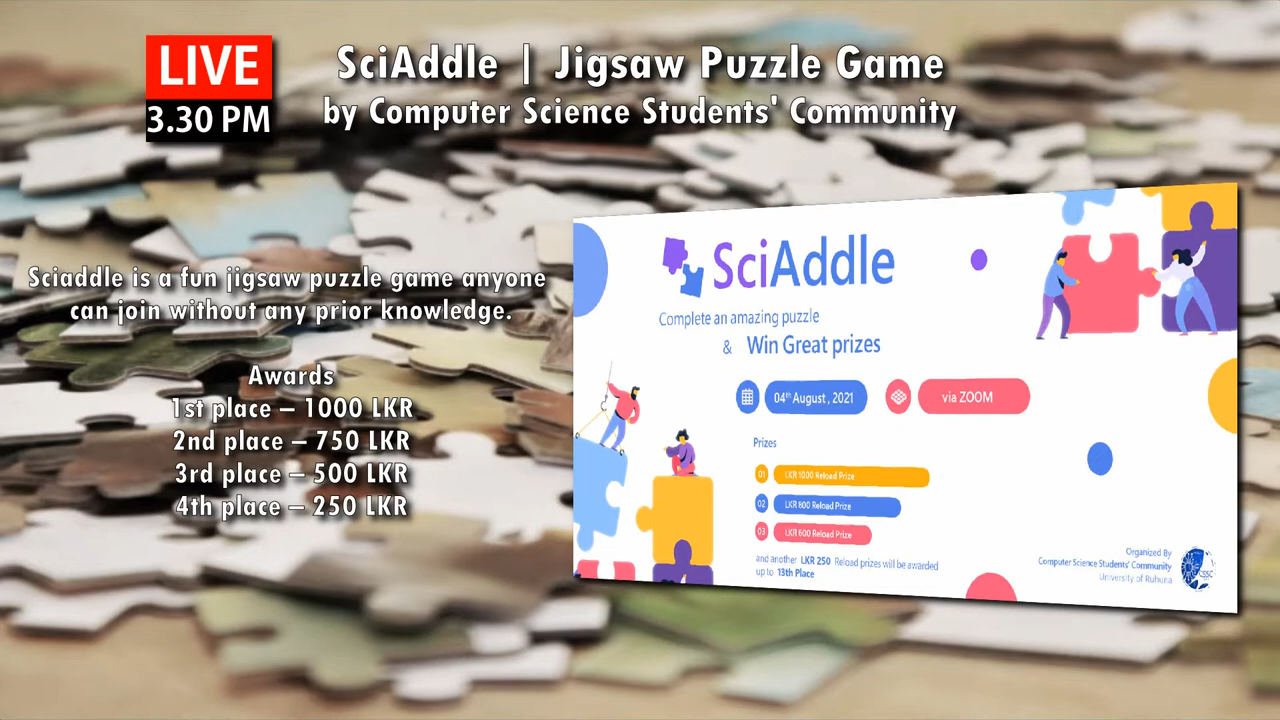 LIVE
3.30 PM
SciAddle | Jigsaw Puzzle Game
by Computer Science Students' Community
Sciaddle is a fun jigsaw puzzle game anyone
can join without any prior knowledge.
Awards
1st place – 1000 LKR
2nd place – 750 LKR
3rd place – 500 LKR
4th place – 250 LKR
SciAddle
Complete an amazing puzzle
& Win Great prizes
04th August , 2021
via ZOOM
Prizes
01 LKR 1000 Reload Prize
02 LKR 800 Reload Prize
03 LKR 600 Reload Prize
and another LKR 250 Reload prizes will be awarded
up to 13th Place
Organized By
Computer Science Students' Community
University of Ruhuna
CSSC